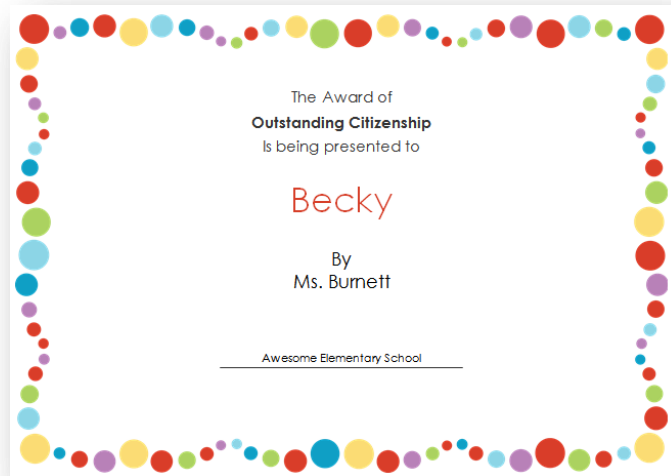 The Award of
Outstanding Citizenship
Is being presented to
Becky
By
Ms. Burnett
Awesome Elementary School